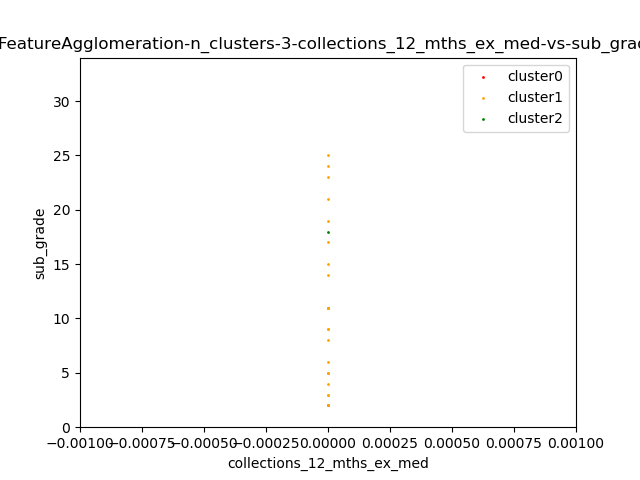 FeatureAgglomeration-n_clusters-3-collections_12_mths_ex_med-vs-sub_grad
cluster0
cluster1
cluster2
30
25
20
15
10
5
0
sub_grade
−0.00100 −0.00075 −0.00050 −0.00025 0.00000 0.00025 0.00050 0.00075 0.00100
collections_12_mths_ex_med